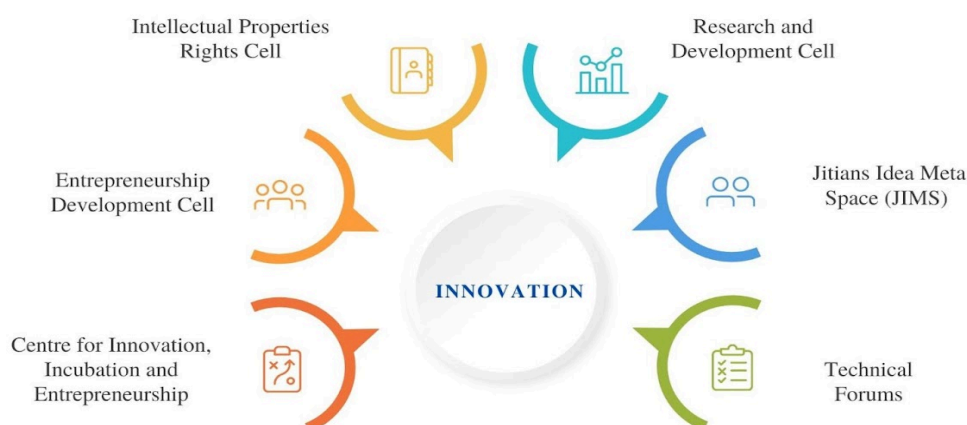 Intellectual Properties
Rights Cell
Research and
Development Cell
Entrepreneurship
Development Cell
Jitians Idea Meta
Space (JIMS)
INNOVATION
Centre for Innovation,
Incubation and
Entrepreneurship
Technical
Forums